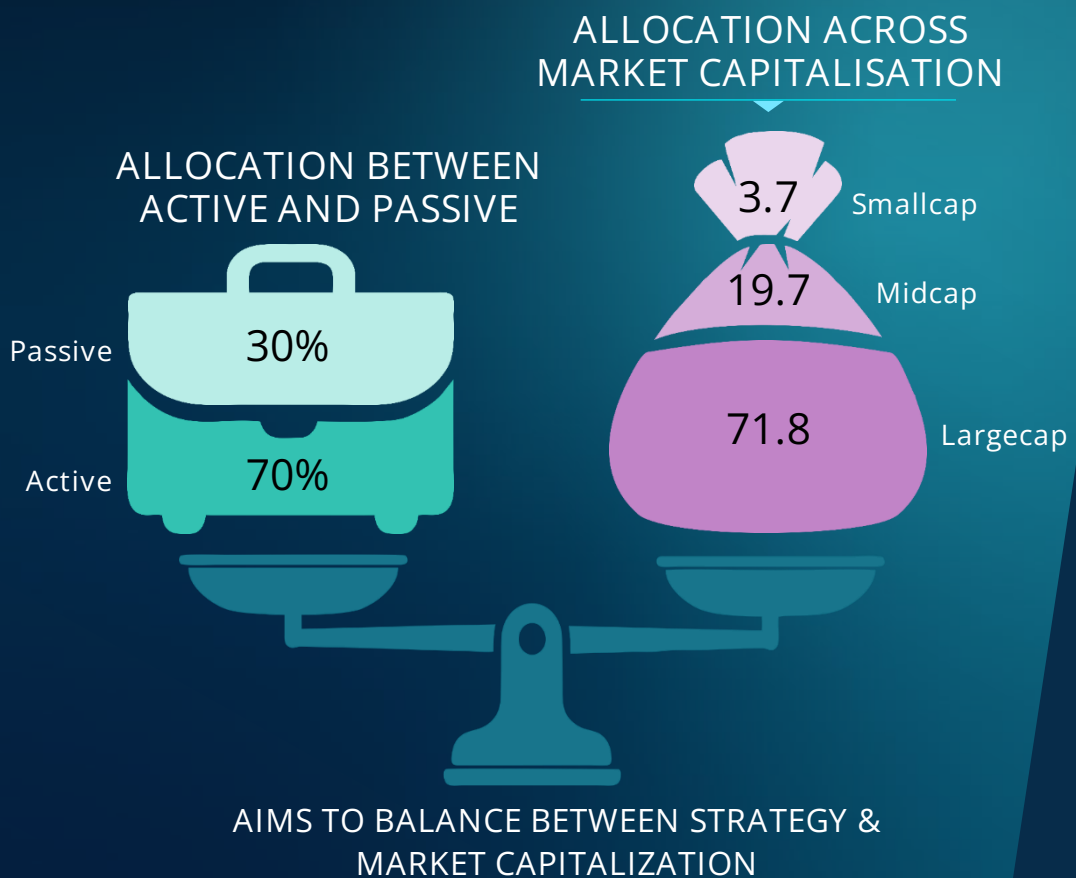 ALLOCATION ACROSS
MARKET CAPITALISATION
ALLOCATION BETWEEN
ACTIVE AND PASSIVE
3.7
Smallcap
19.7
Midcap
Passive
30%
71.8
Largecap
Active
70%
AIMS TO BALANCE BETWEEN STRATEGY &
MARKET CAPITALIZATION